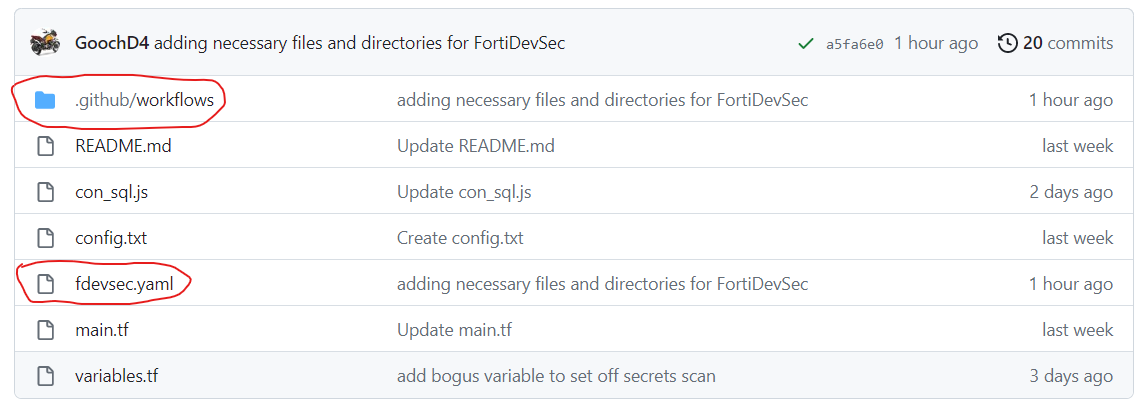 GoochD4 adding necessary files and directories for FortiDevSec a5fa6e0 1 hour ago 20 commits
.github/workflows adding necessary files and directories for FortiDevSec 1 hour ago
README.md Update README.md last week
con_sql.js Update con_sql.js 2 days ago
config.txt Create config.txt last week
fdevsec.yaml adding necessary files and directories for FortiDevSec 1 hour ago
main.tf Update main.tf last week
variables.tf add bogus variable to set off secrets scan 3 days ago